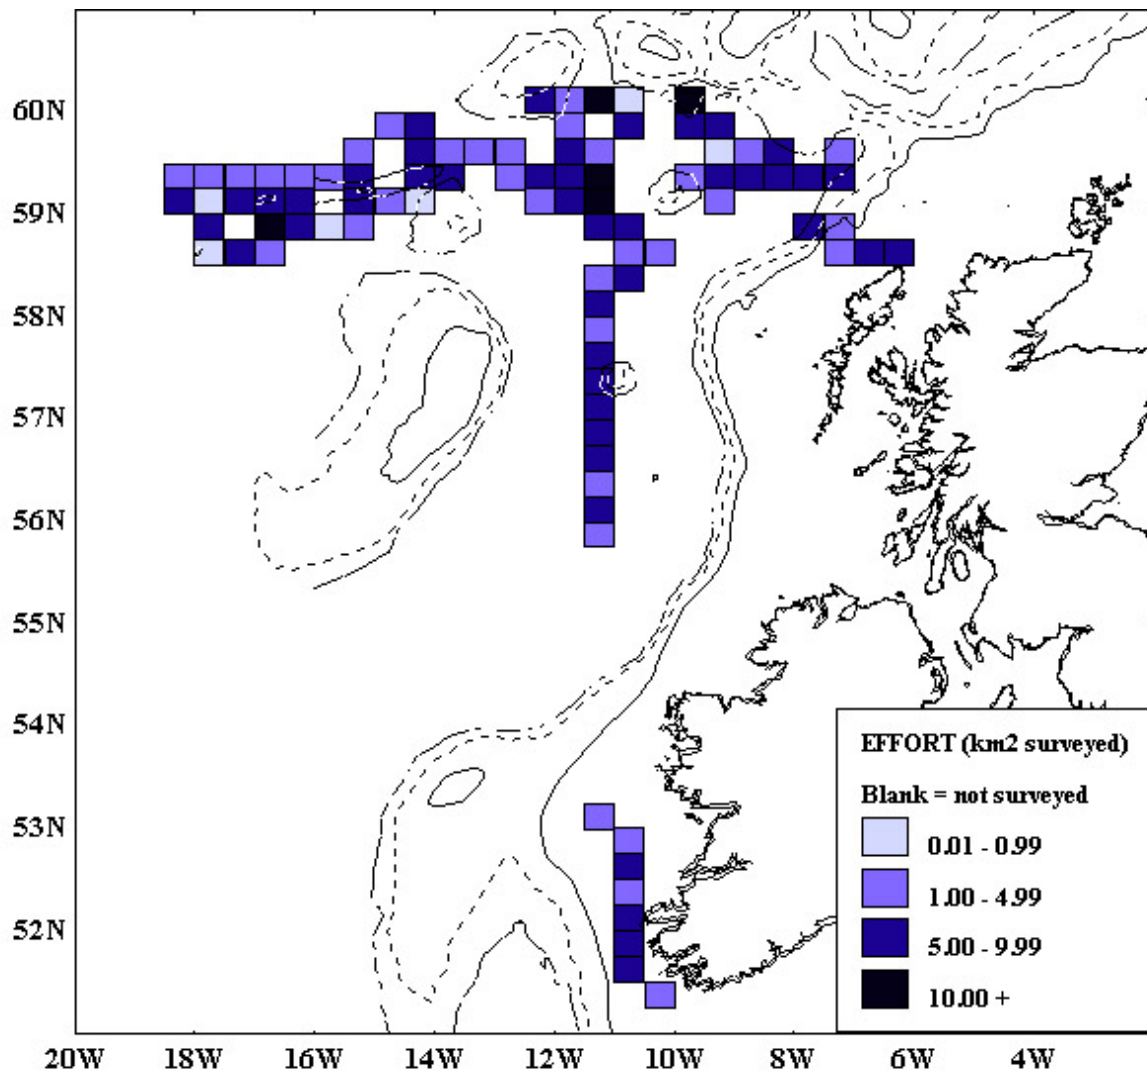 60N
59N
58N
57N
56N
55N
54N
53N
52N
EFFORT (km2 surveyed)
Blank = not surveyed
0.01 - 0.99
1.00 - 4.99
5.00 - 9.99
10.00 +
20W 18W 16W 14W 12W 10W 8W 6W 4W